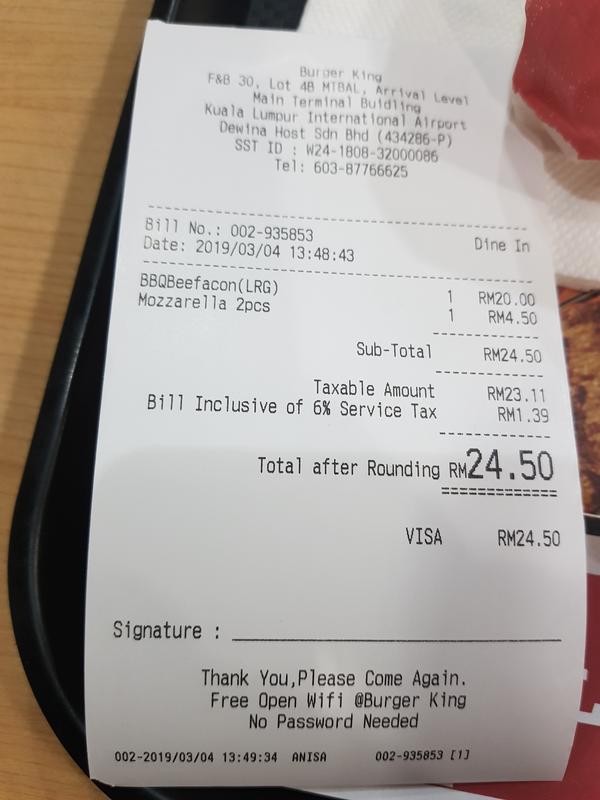 Burger King
F&B 30, Lot 4B MTBAL, Arrival Level
Main Terminal Buidling
Kuala Lumpur International Airport
Dewina Host Sdn Bhd (434286-P)
SST ID : W24-1808-32000086
Tel: 603-87766625
Bill No.: 002-935853 Dine In
Date: 2019/03/04 13:48:43
BBQBeefacon(LRG) 1 RM20.00
Mozzarella 2pcs 1 RM4.50
Sub-Total RM24.50
Taxable Amount RM23.11
Bill Inclusive of 6% Service Tax RM1.39
Total after Rounding RM24.50
VISA RM24.50
Signature :
Thank You,Please Come Again.
Free Open Wifi @Burger King
No Password Needed
002-2019/03/04 13:49:34 ANISA 002-935853 [1]